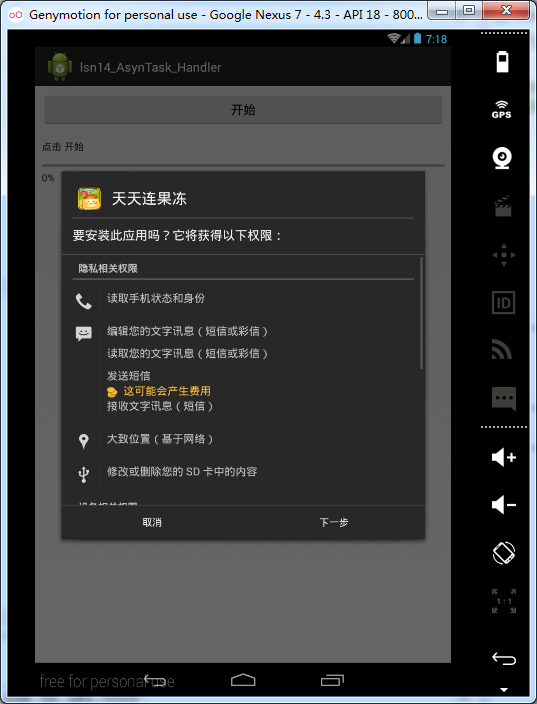 Genymotion for personal use - Google Nexus 7 - 4.3 - API 18 - 800...
7:18
lsn14_AsynTask_Handler
开始
点击 开始
0%
天天连果冻
要安装此应用吗？它将获得以下权限：
隐私相关权限
读取手机状态和身份
编辑您的文字讯息（短信或彩信）
读取您的文字讯息（短信或彩信）
发送短信
这可能会产生费用
接收文字讯息（短信）
大致位置（基于网络）
修改或删除您的 SD 卡中的内容
设备相关权限
取消
下一步
free for personal use
GPS
ID
1:1